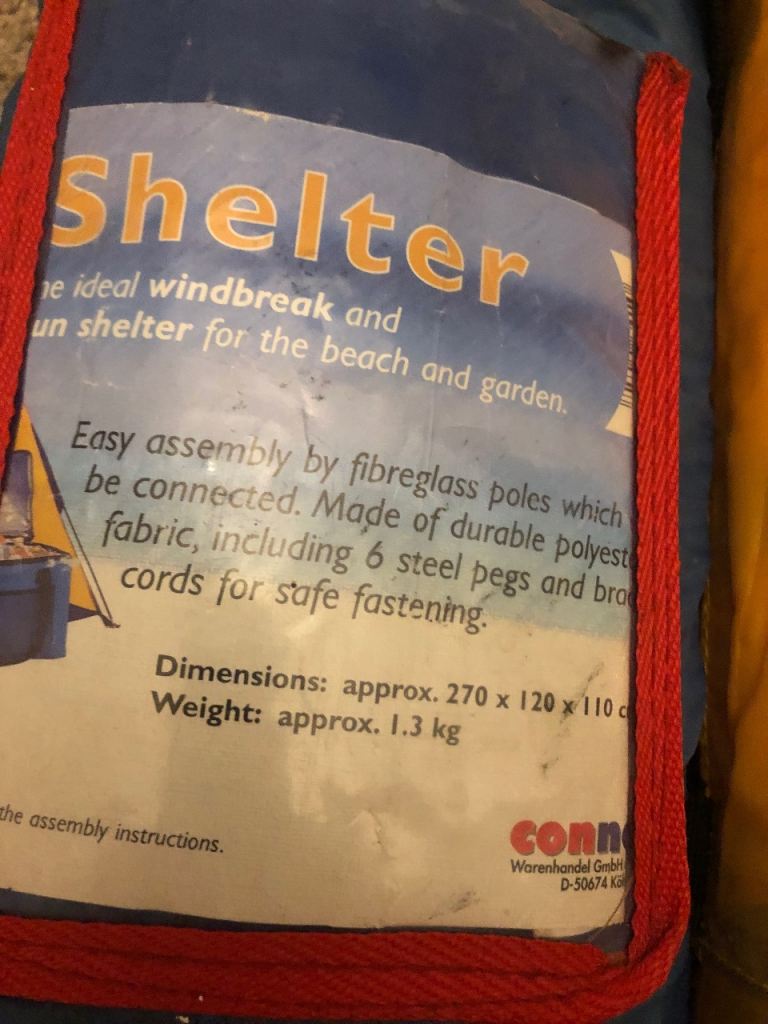 Shelter
he ideal windbreak and
un shelter for the beach and garden.
Easy assembly by fibreglass poles which
be connected. Made of durable polyest
fabric, including 6 steel pegs and bra
cords for safe fastening.
Dimensions: approx. 270 x 120 x 110 c
Weight: approx. 1.3 kg
the assembly instructions.
conn
Warenhandel GmbH
D-50674 Kö